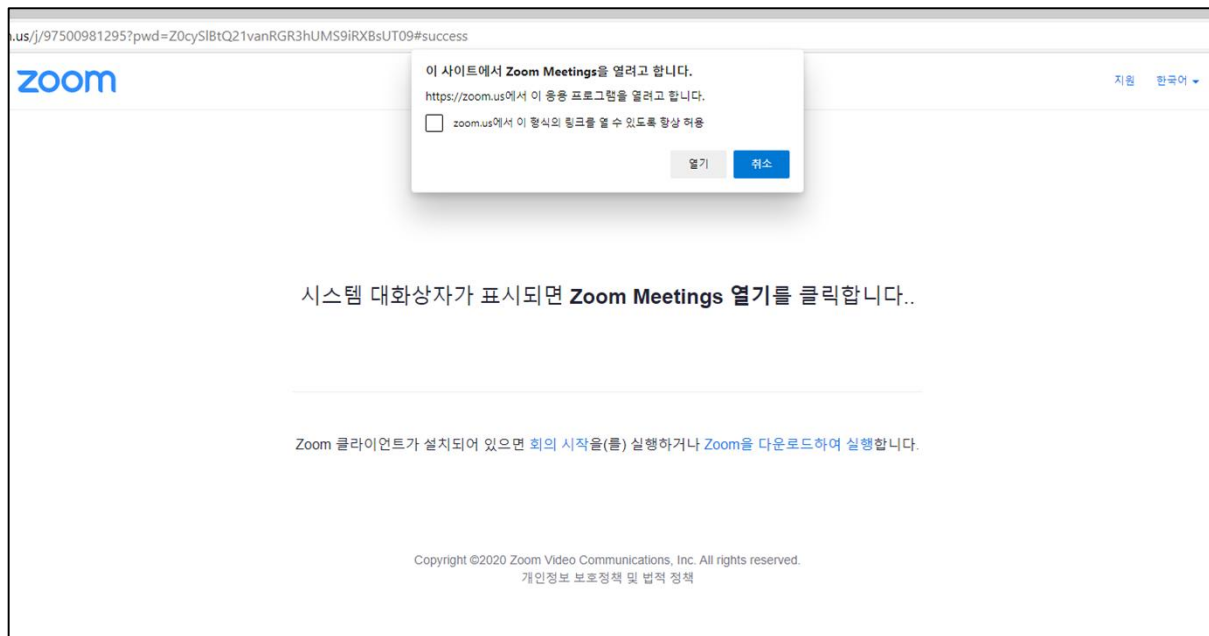 .us/j/97500981295?pwd=Z0cySlBtQ21vanRGR3hUMS9iRXBsUT09#success
zoom
지원 한국어
이 사이트에서 Zoom Meetings을 열려고 합니다.
https://zoom.us에서 이 응용 프로그램을 열려고 합니다.
zoom.us에서 이 형식의 링크를 열 수 있도록 항상 허용
열기 취소
시스템 대화상자가 표시되면 Zoom Meetings 열기를 클릭합니다..
Zoom 클라이언트가 설치되어 있으면 회의 시작을(를) 실행하거나 Zoom을 다운로드하여 실행합니다.
Copyright ©2020 Zoom Video Communications, Inc. All rights reserved.
개인정보 보호정책 및 법적 정책